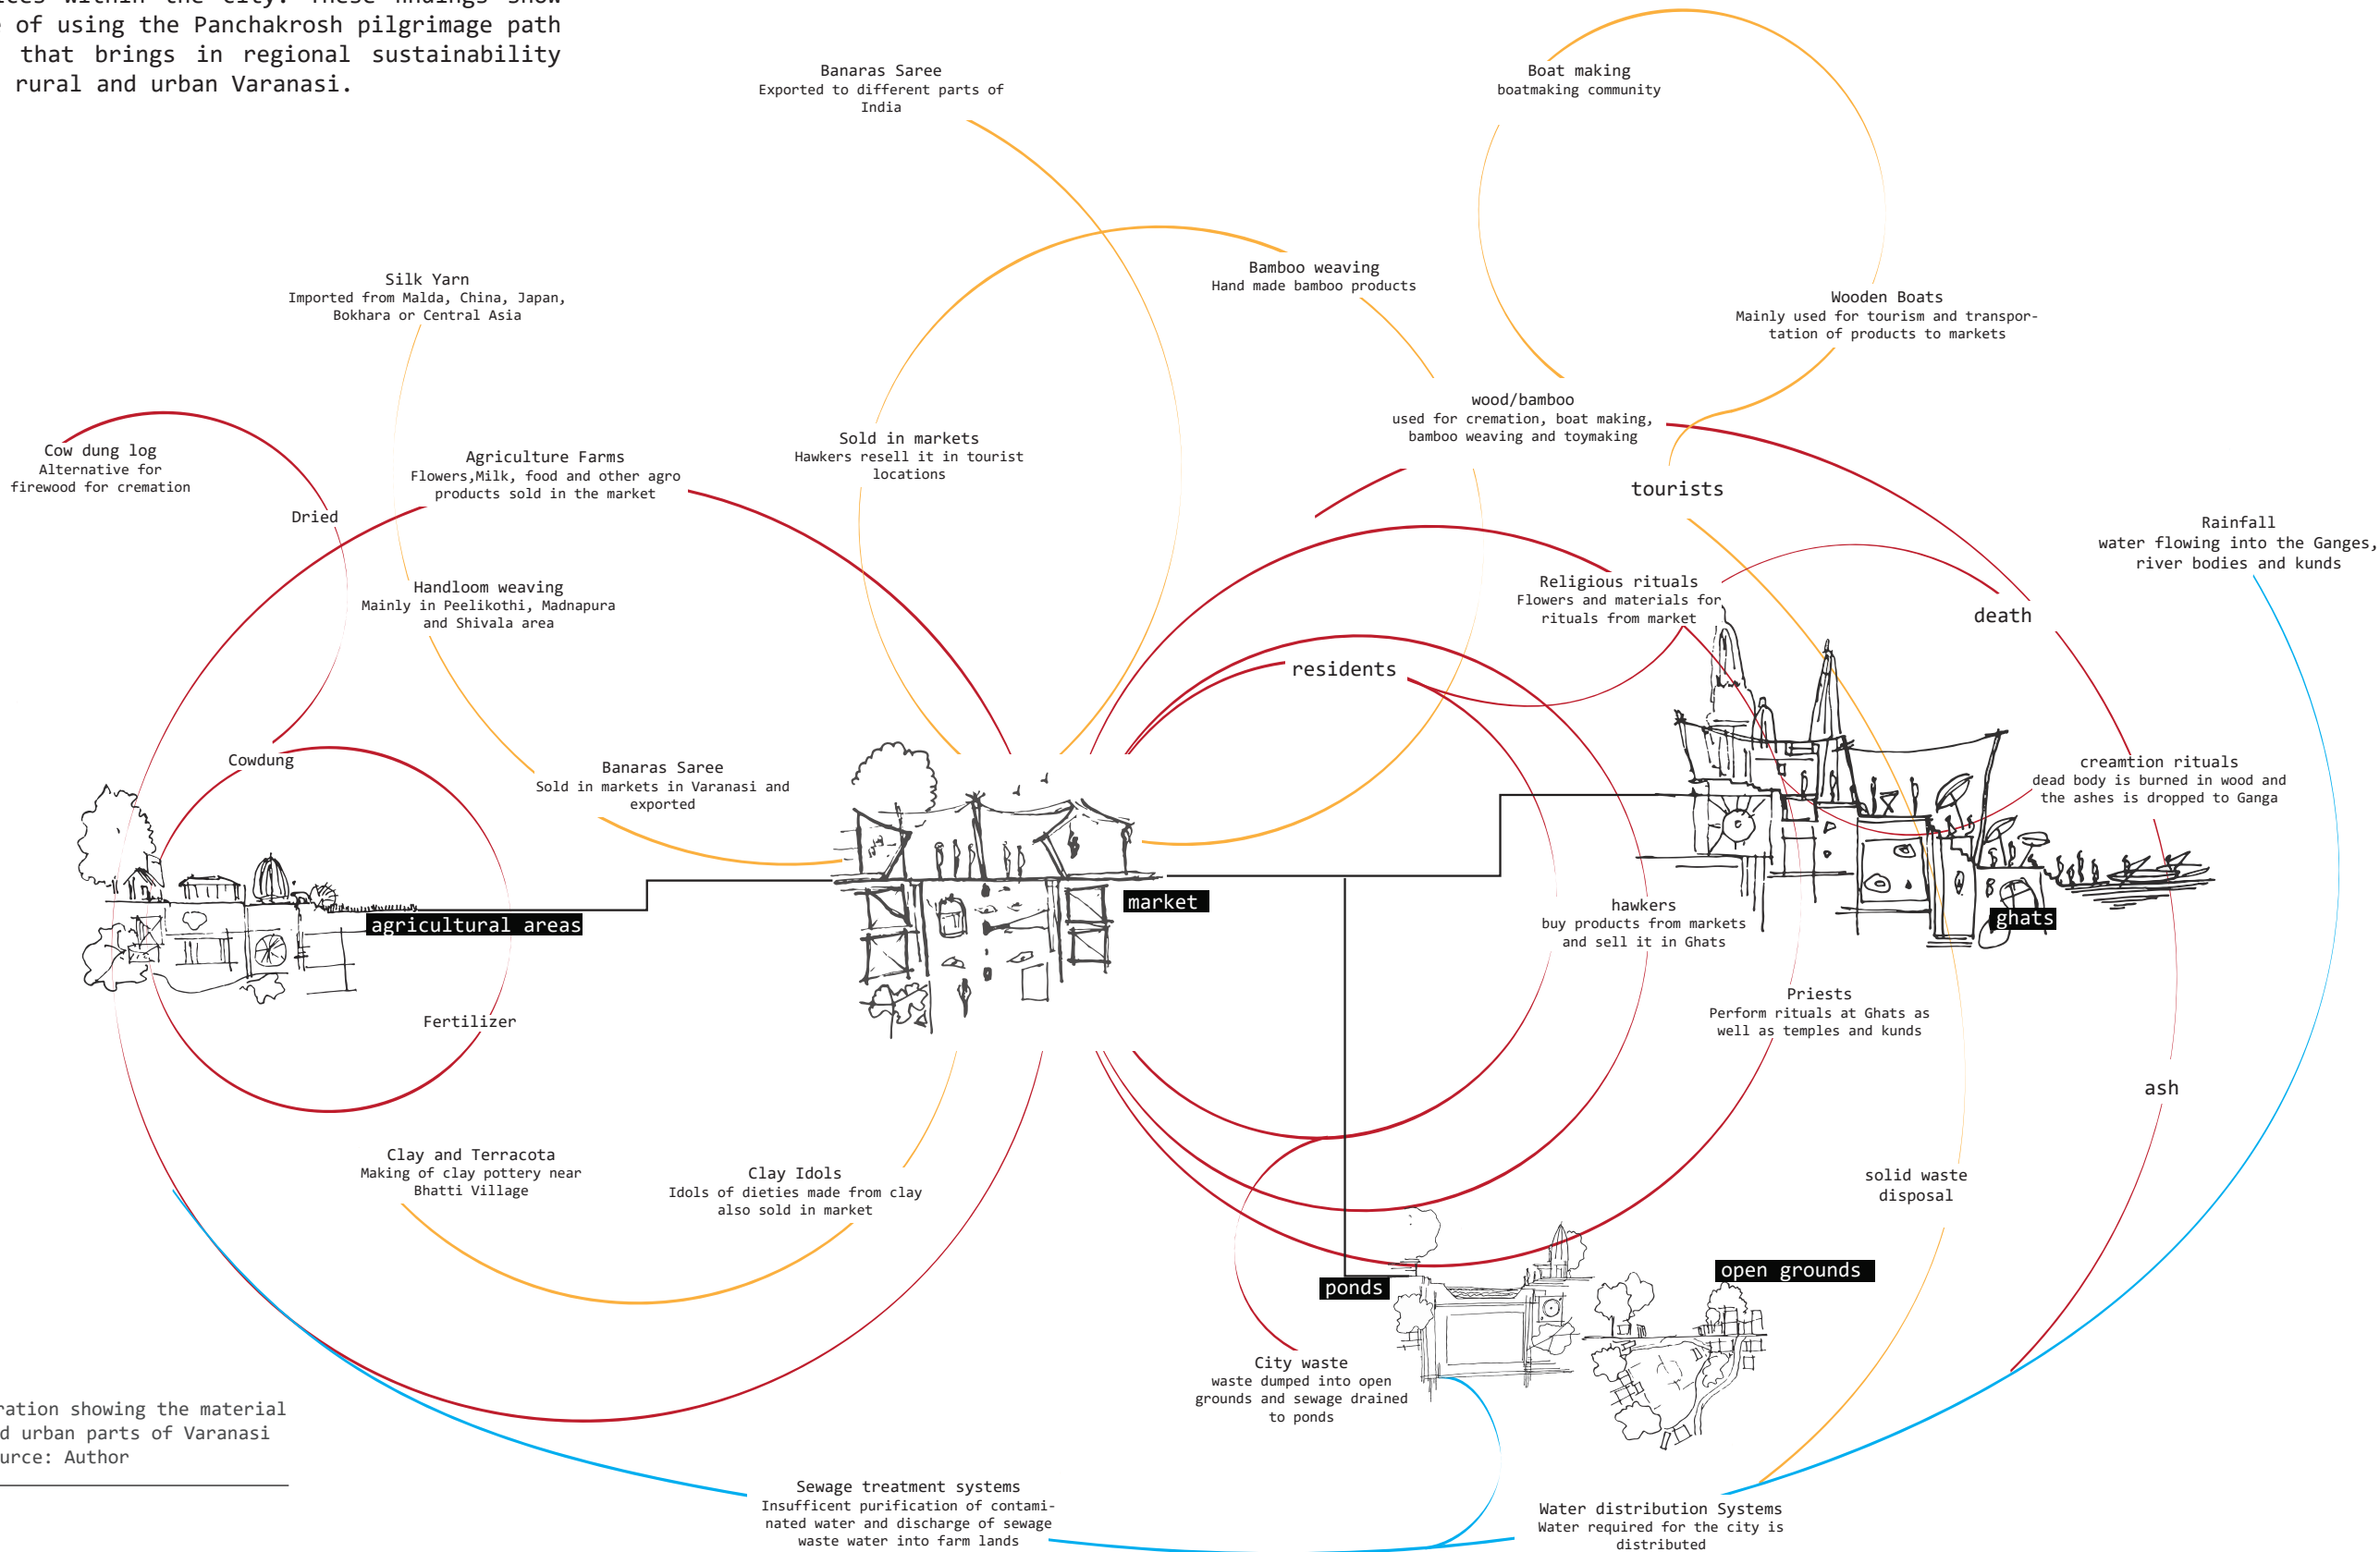 within the city. These findings show
of using the Panchakrosh pilgrimage path
that brings in regional sustainability
rural and urban Varanasi.
Banaras Saree
Exported to different parts of
India
Boat making
boatmaking community
Silk Yarn
Imported from Malda, China, Japan,
Bokhara or Central Asia
Bamboo weaving
Hand made bamboo products
Wooden Boats
Mainly used for tourism and transpor-
tation of products to markets
wood/bamboo
used for cremation, boat making,
bamboo weaving and toymaking
Cow dung log
Alternative for
firewood for cremation
Agriculture Farms
Flowers,Milk, food and other agro
products sold in the market
Sold in markets
Hawkers resell it in tourist
locations
tourists
Dried
Rainfall
water flowing into the Ganges,
river bodies and kunds
Handloom weaving
Mainly in Peelikothi, Madnapura
and Shivala area
Religious rituals
Flowers and materials for
rituals from market
death
residents
Cowdung
Banaras Saree
Sold in markets in Varanasi and
exported
creamtion rituals
dead body is burned in wood and
the ashes is dropped to Ganga
agricultural areas
market
hawkers
buy products from markets
and sell it in Ghats
ghats
Fertilizer
Priests
Perform rituals at Ghats as
well as temples and kunds
ash
Clay and Terracota
Making of clay pottery near
Bhatti Village
Clay Idols
Idols of dieties made from clay
also sold in market
solid waste
disposal
ponds
open grounds
City waste
waste dumped into open
grounds and sewage drained
to ponds
showing the material
urban parts of Varanasi
Author
Sewage treatment systems
Insufficent purification of contami-
nated water and discharge of sewage
waste water into farm lands
Water distribution Systems
Water required for the city is
distributed